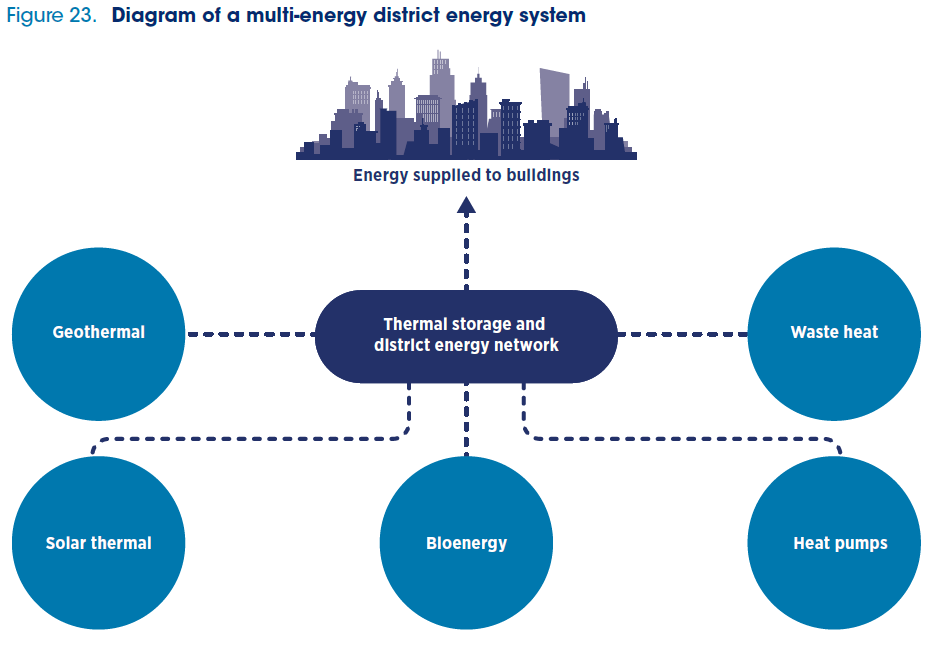 Figure 23. Diagram of a multi-energy district energy system
Energy supplied to buildings
Geothermal
Thermal storage and
district energy network
Waste heat
Solar thermal
Bioenergy
Heat pumps